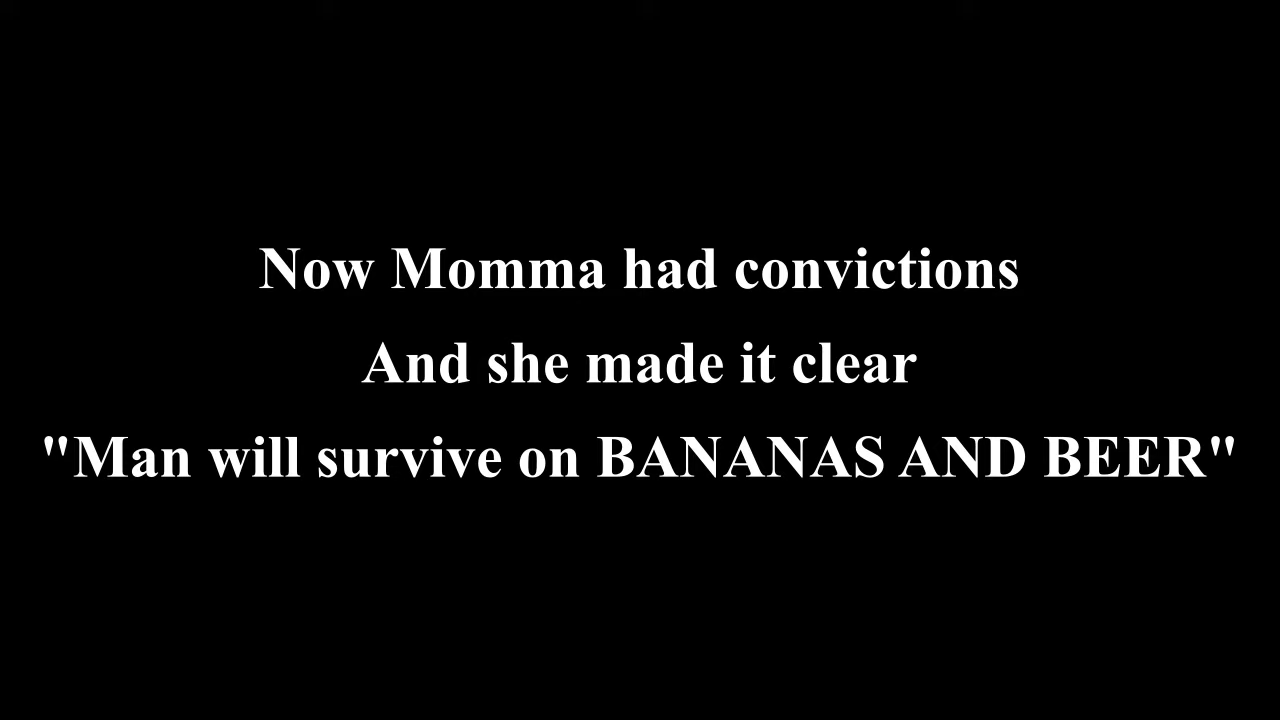 Now Momma had convictions
And she made it clear
"Man will survive on BANANAS AND BEER"